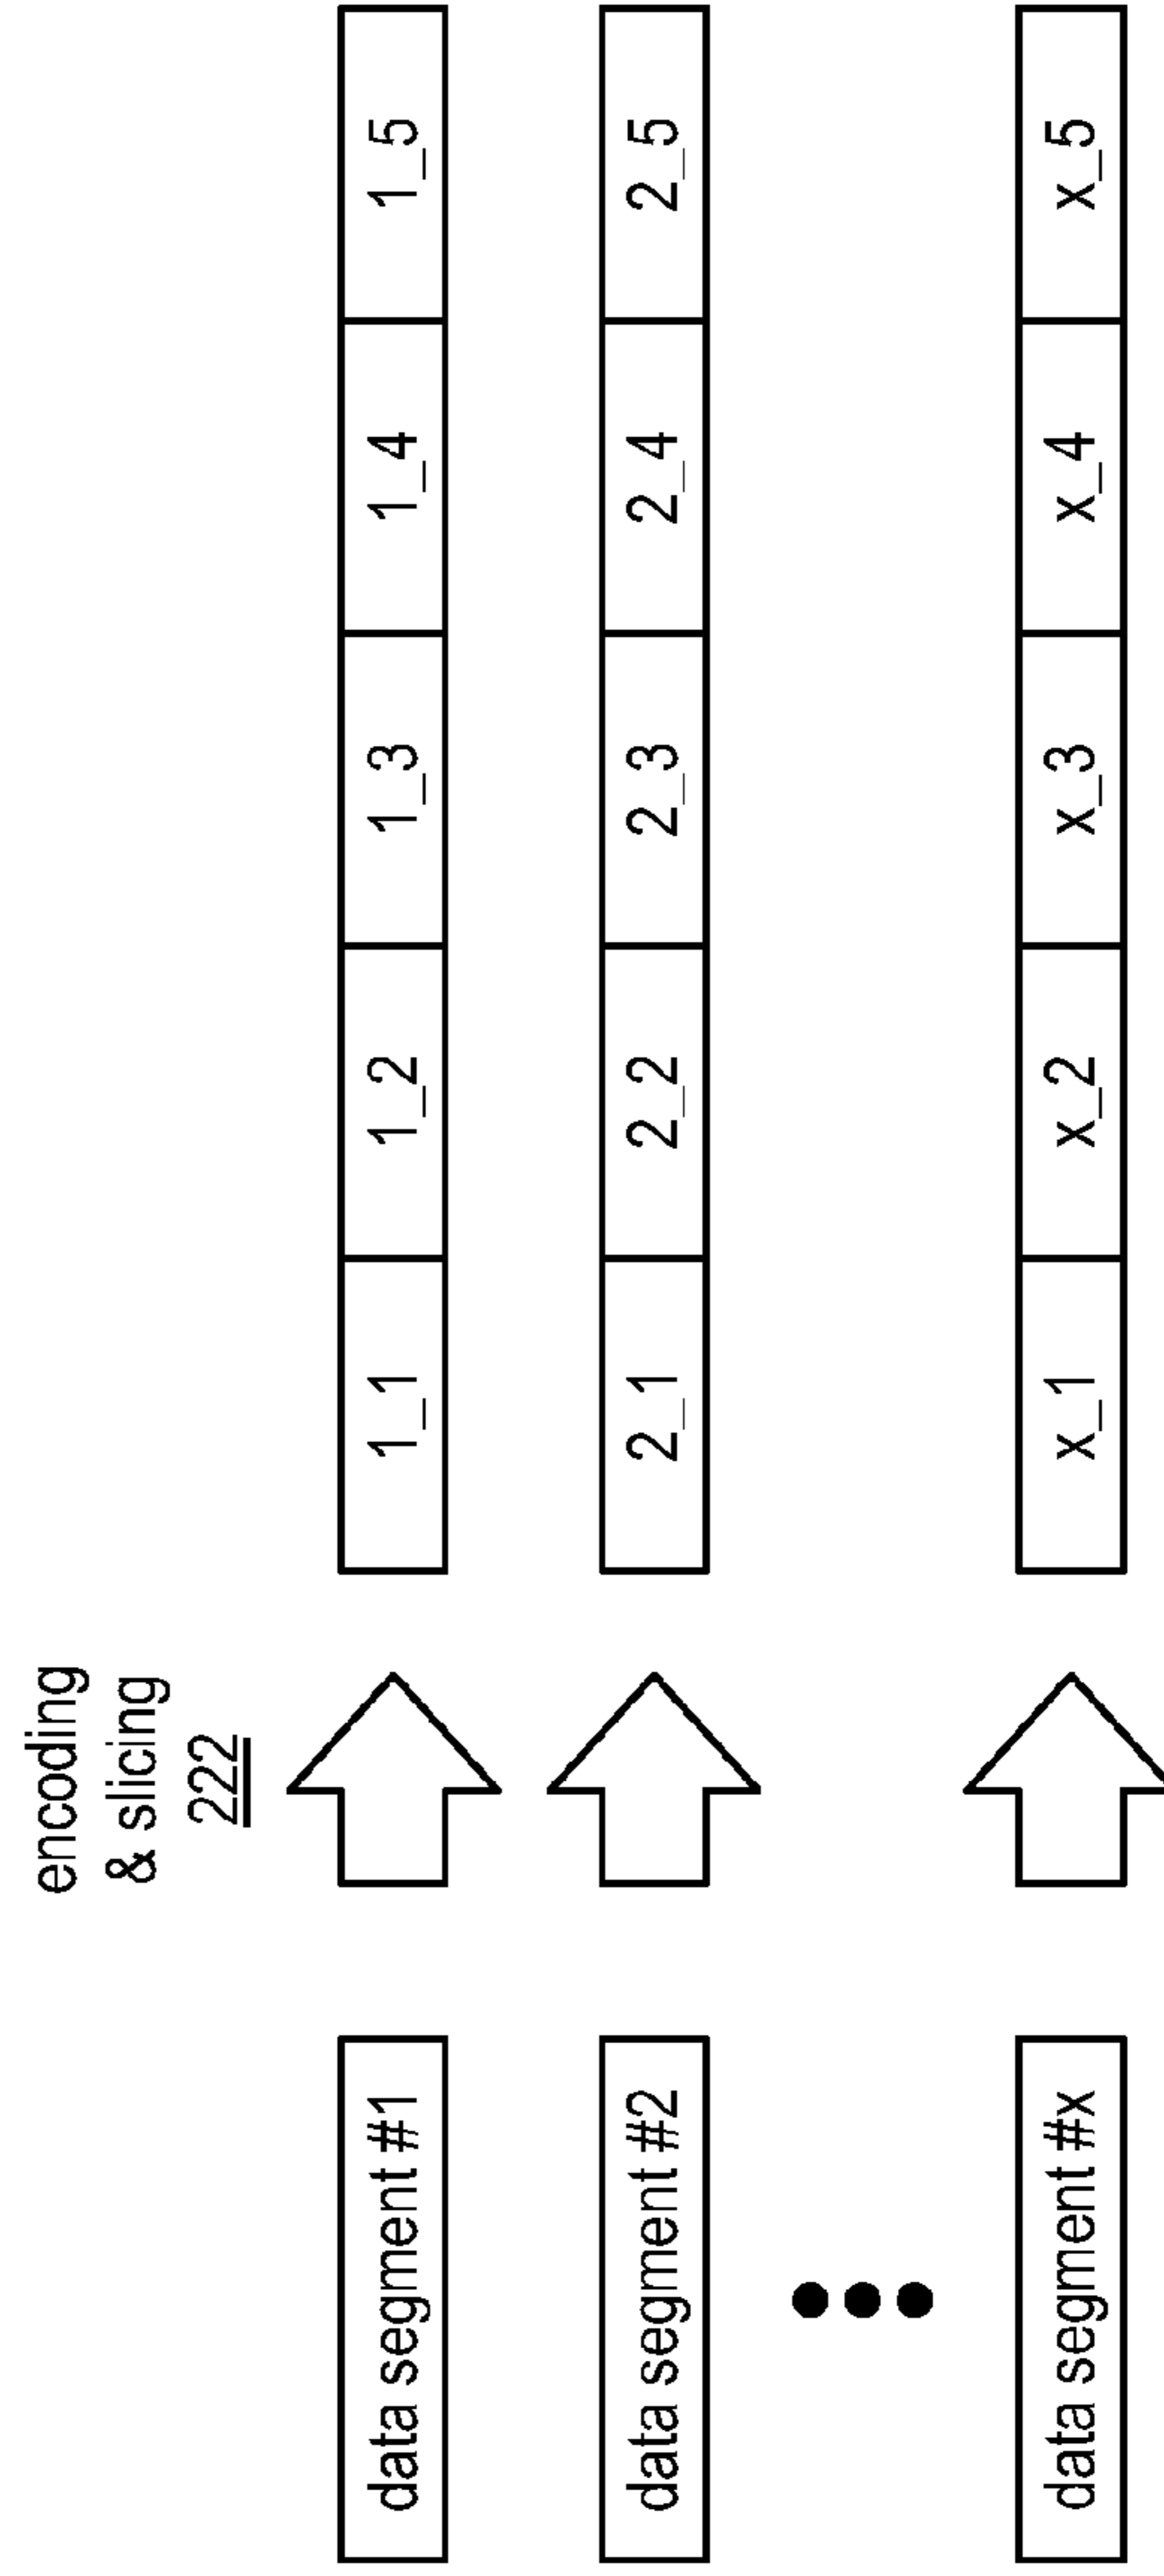 encoding
& slicing
222
data segment #1
1_1
1_2
1_3
1_4
1_5
data segment #2
2_1
2_2
2_3
2_4
2_5
data segment #x
x_1
x_2
x_3
x_4
x_5